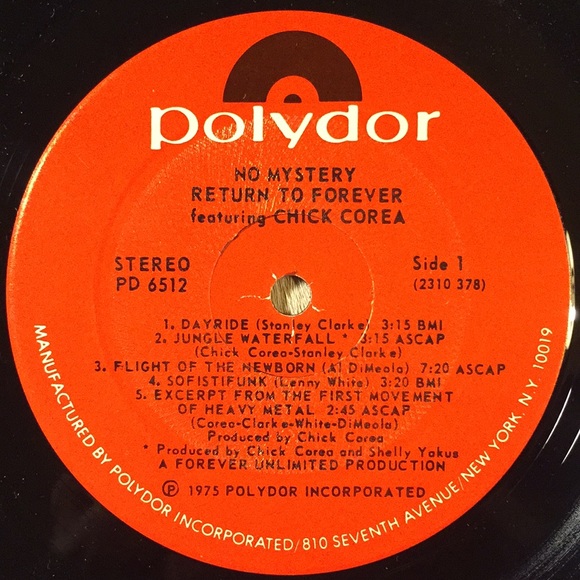 polydor
NO MYSTERY
RETURN TO FOREVER
featuring CHICK COREA
STEREO
PD 6512
Side 1
(2310 378)
1. DAYRIDE (Stanley Clarke) 3:15 BMI
2. JUNGLE WATERFALL * 3:15 ASCAP
(Chick Corea-Stanley Clarke)
3. FLIGHT OF THE NEWBORN (Al DiMeola) 7:20 ASCAP
4. SOFISTIFUNK (Lenny White) 3:20 BMI
5. EXCERPT FROM THE FIRST MOVEMENT
OF HEAVY METAL 2:45 ASCAP
(Corea-Clarke-White-DiMeola)
Produced by Chick Corea
* Produced by Chick Corea and Shelly Yakus
A FOREVER UNLIMITED PRODUCTION
℗ 1975 POLYDOR INCORPORATED
MANUFACTURED BY POLYDOR INCORPORATED/810 SEVENTH AVENUE/NEW YORK, N.Y. 10019